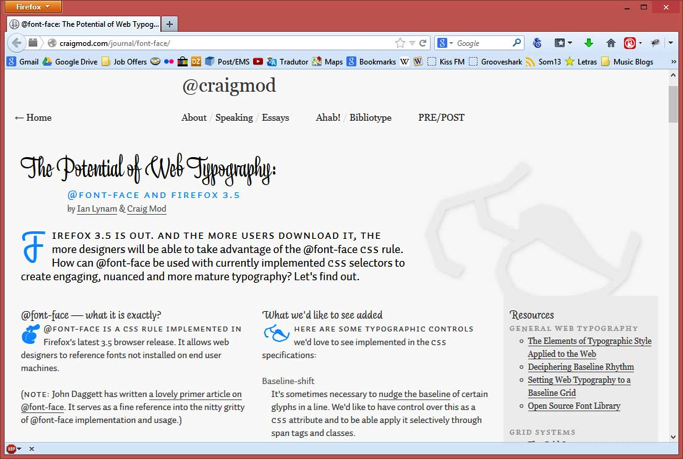 Firefox
@font-face: The Potential of Web Typog...
craigmod.com/journal/font-face/
Google
Gmail Google Drive Job Offers Post/EMS Tradutor Maps Bookmarks Kiss FM Grooveshark Som13 Letras Music Blogs
@craigmod
← Home About / Speaking / Essays Ahab! / Bibliotype PRE/POST
The Potential of Web Typography:
@FONT-FACE AND FIREFOX 3.5
by Ian Lynam & Craig Mod
FIREFOX 3.5 IS OUT. AND THE MORE USERS DOWNLOAD IT, THE
more designers will be able to take advantage of the @font-face CSS rule.
How can @font-face be used with currently implemented CSS selectors to
create engaging, nuanced and more mature typography? Let's find out.
@font-face — what it is exactly?
@FONT-FACE IS A CSS RULE IMPLEMENTED IN
Firefox's latest 3.5 browser release. It allows web
designers to reference fonts not installed on end user
machines.
(NOTE: John Daggett has written a lovely primer article on
@font-face. It serves as a fine reference into the nitty gritty
of @font-face implementation and usage.)
What we'd like to see added
HERE ARE SOME TYPOGRAPHIC CONTROLS
we'd love to see implemented in the CSS
specifications:
Baseline-shift
It's sometimes necessary to nudge the baseline of certain
glyphs in a line. We'd like to have control over this as a
CSS attribute and to be able apply it selectively through
span tags and classes.
Resources
GENERAL WEB TYPOGRAPHY
The Elements of Typographic Style
Applied to the Web
Deciphering Baseline Rhythm
Setting Web Typography to a
Baseline Grid
Open Source Font Library
GRID SYSTEMS